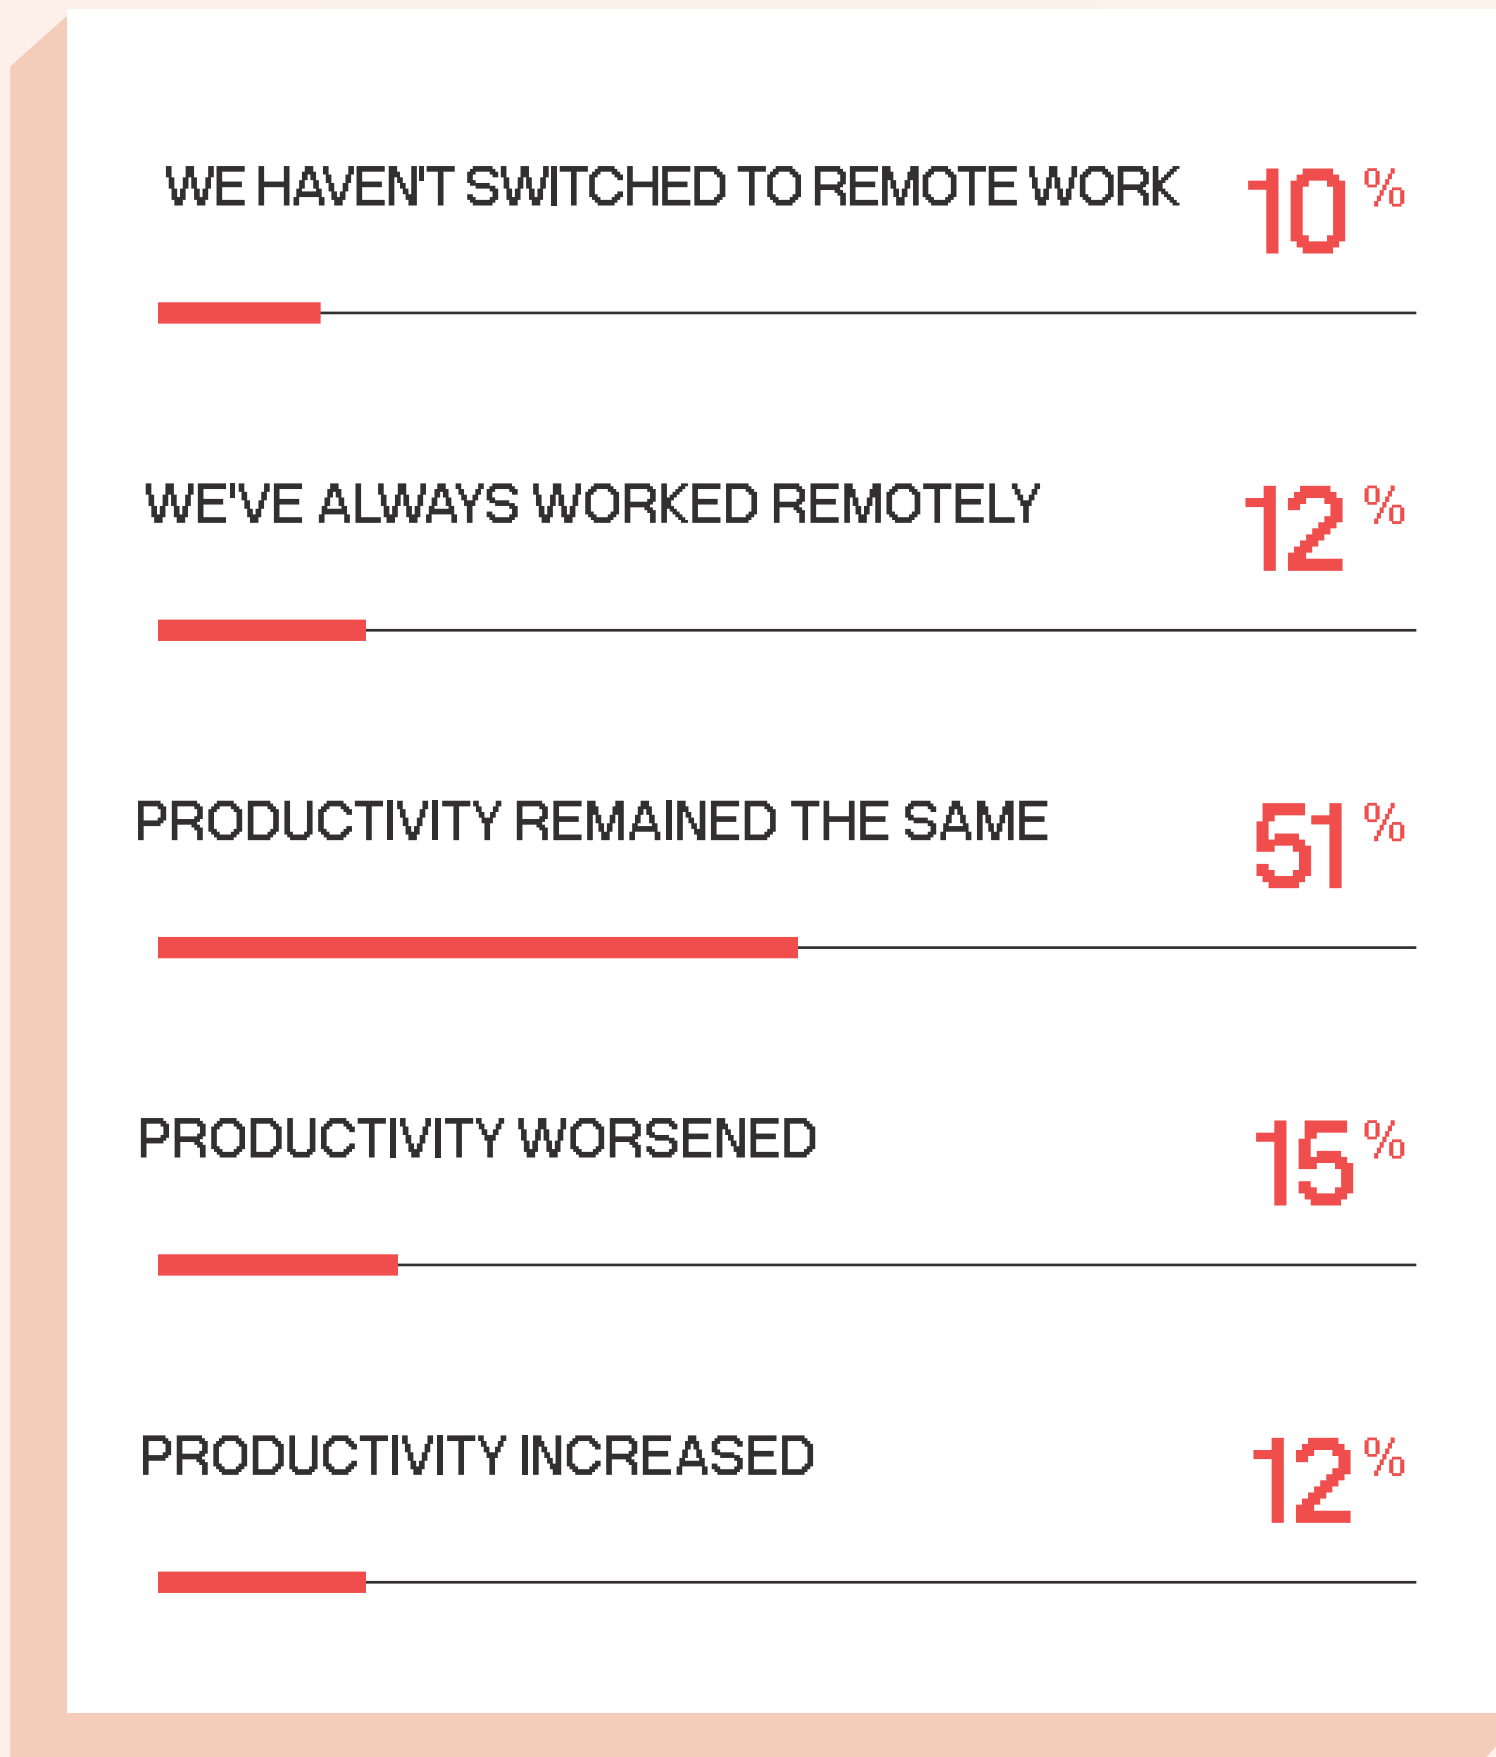 WE HAVEN'T SWITCHED TO REMOTE WORK 10%
WE'VE ALWAYS WORKED REMOTELY 12%
PRODUCTIVITY REMAINED THE SAME 51%
PRODUCTIVITY WORSENED 15%
PRODUCTIVITY INCREASED 12%